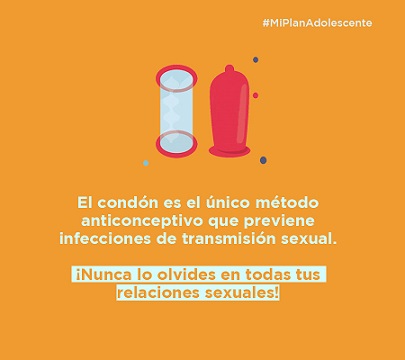 #MIPlanAdolescente
El condón es el único método
anticonceptivo que previene
infecciones de transmisión sexual.
¡Nunca lo olvides en todas tus
relaciones sexuales!